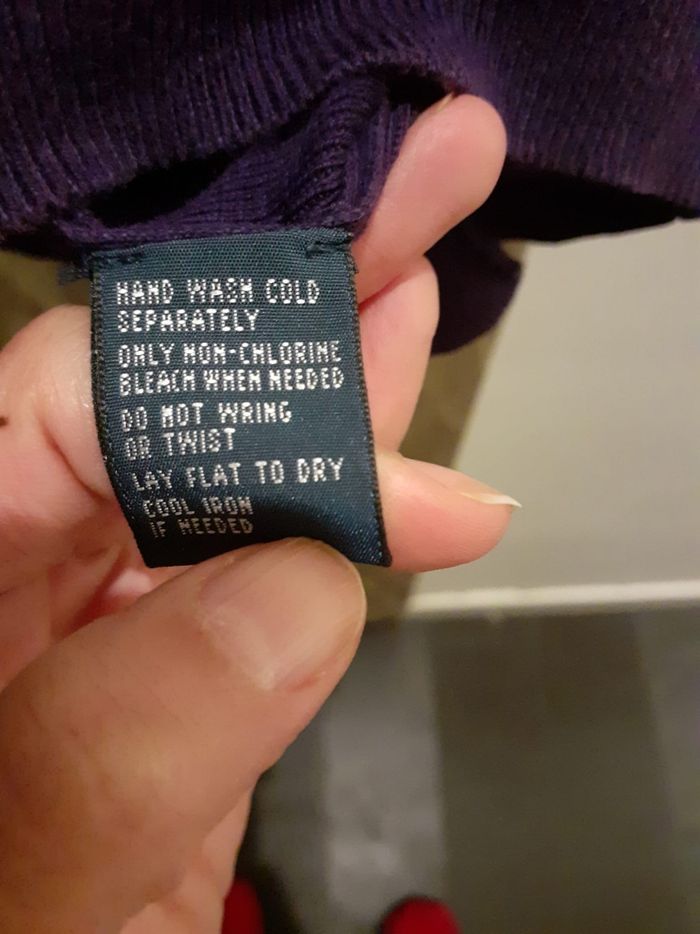 HAND WASH COLD
SEPARATELY
ONLY NON-CHLORINE
BLEACH WHEN NEEDED
DO NOT WRING
OR TWIST
LAY FLAT TO DRY
COOL IRON
IF NEEDED